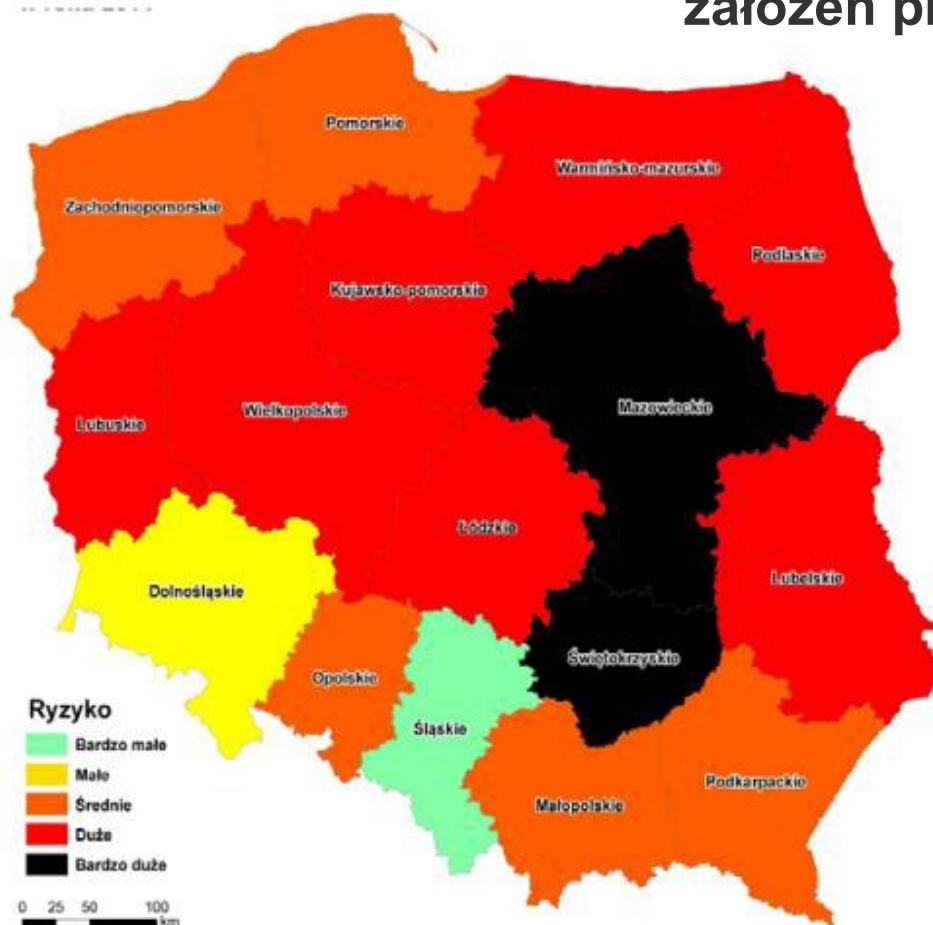 założeń
Pomorskie
Warmińsko-mazurskie
Zachodniopomorskie
Podlaskie
Kujawsko-pomorskie
Mazowieckie
Wielkopolskie
Lubuskie
Łódzkie
Lubelskie
Dolnośląskie
Świętokrzyskie
Opolskie
Śląskie
Podkarpackie
Małopolskie
Ryzyko
Bardzo małe
Małe
Średnie
Duże
Bardzo duże
0 25 50 100
km